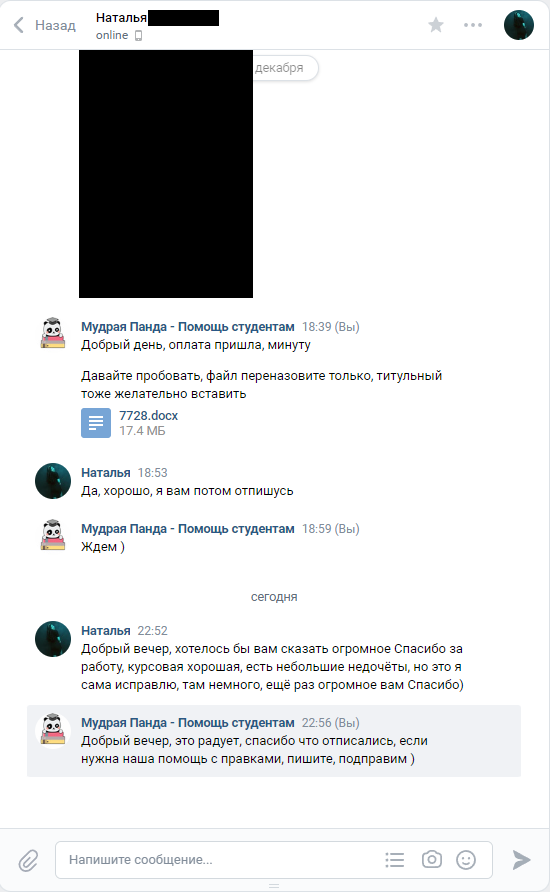 Назад
Наталья
online
декабря
Мудрая Панда - Помощь студентам 18:39 (Вы)
Добрый день, оплата пришла, минуту
Давайте пробовать, файл переназовите только, титульный
тоже желательно вставить
7728.docx
17.4 МБ
Наталья 18:53
Да, хорошо, я вам потом отпишусь
Мудрая Панда - Помощь студентам 18:59 (Вы)
Ждем )
сегодня
Наталья 22:52
Добрый вечер, хотелось бы вам сказать огромное Спасибо за
работу, курсовая хорошая, есть небольшие недочёты, но это я
сама исправлю, там немного, ещё раз огромное вам Спасибо)
Мудрая Панда - Помощь студентам 22:56 (Вы)
Добрый вечер, это радует, спасибо что отписались, если
нужна наша помощь с правками, пишите, подправим )
Напишите сообщение...